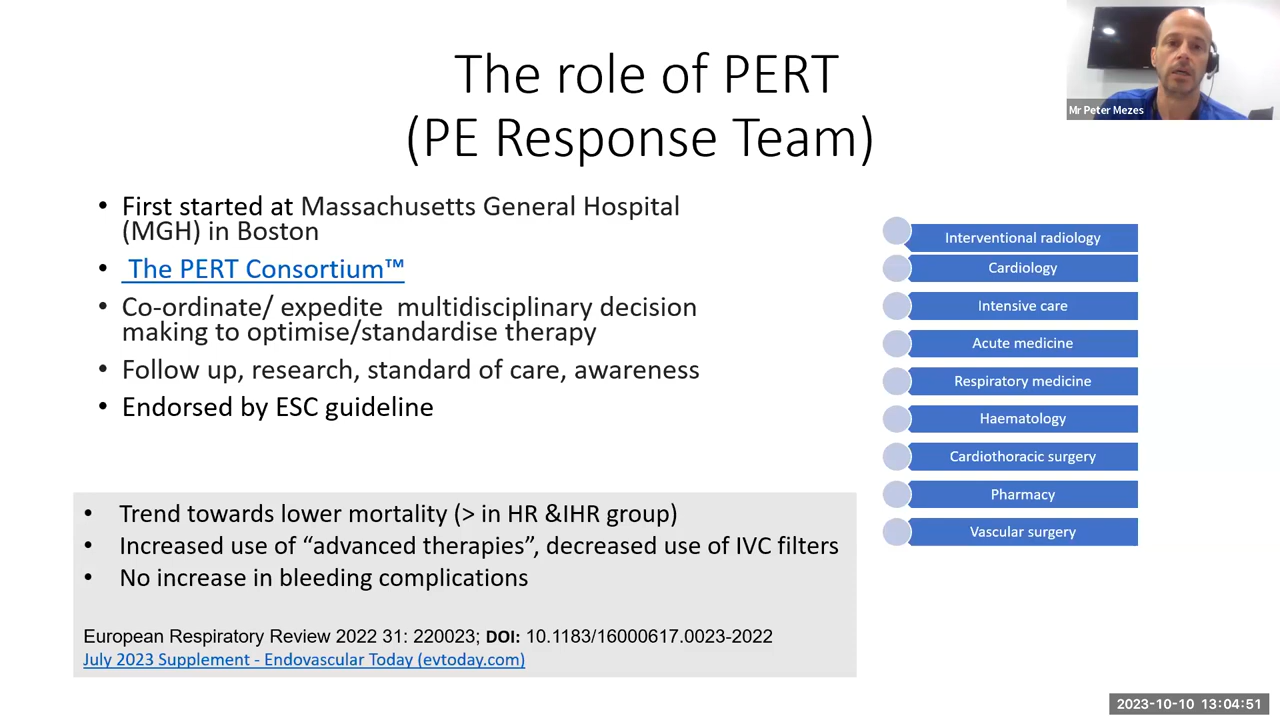 The role of PERT
(PE Response Team)
Mr Peter Mezes
• First started at Massachusetts General Hospital
(MGH) in Boston
• The PERT Consortium™
• Co-ordinate/ expedite multidisciplinary decision
making to optimise/standardise therapy
• Follow up, research, standard of care, awareness
• Endorsed by ESC guideline
Interventional radiology
Cardiology
Intensive care
Acute medicine
Respiratory medicine
Haematology
Cardiothoracic surgery
Pharmacy
Vascular surgery
• Trend towards lower mortality (> in HR &IHR group)
• Increased use of “advanced therapies”, decreased use of IVC filters
• No increase in bleeding complications
European Respiratory Review 2022 31: 220023; DOI: 10.1183/16000617.0023-2022
July 2023 Supplement - Endovascular Today (evtoday.com)
2023-10-10 13:04:51